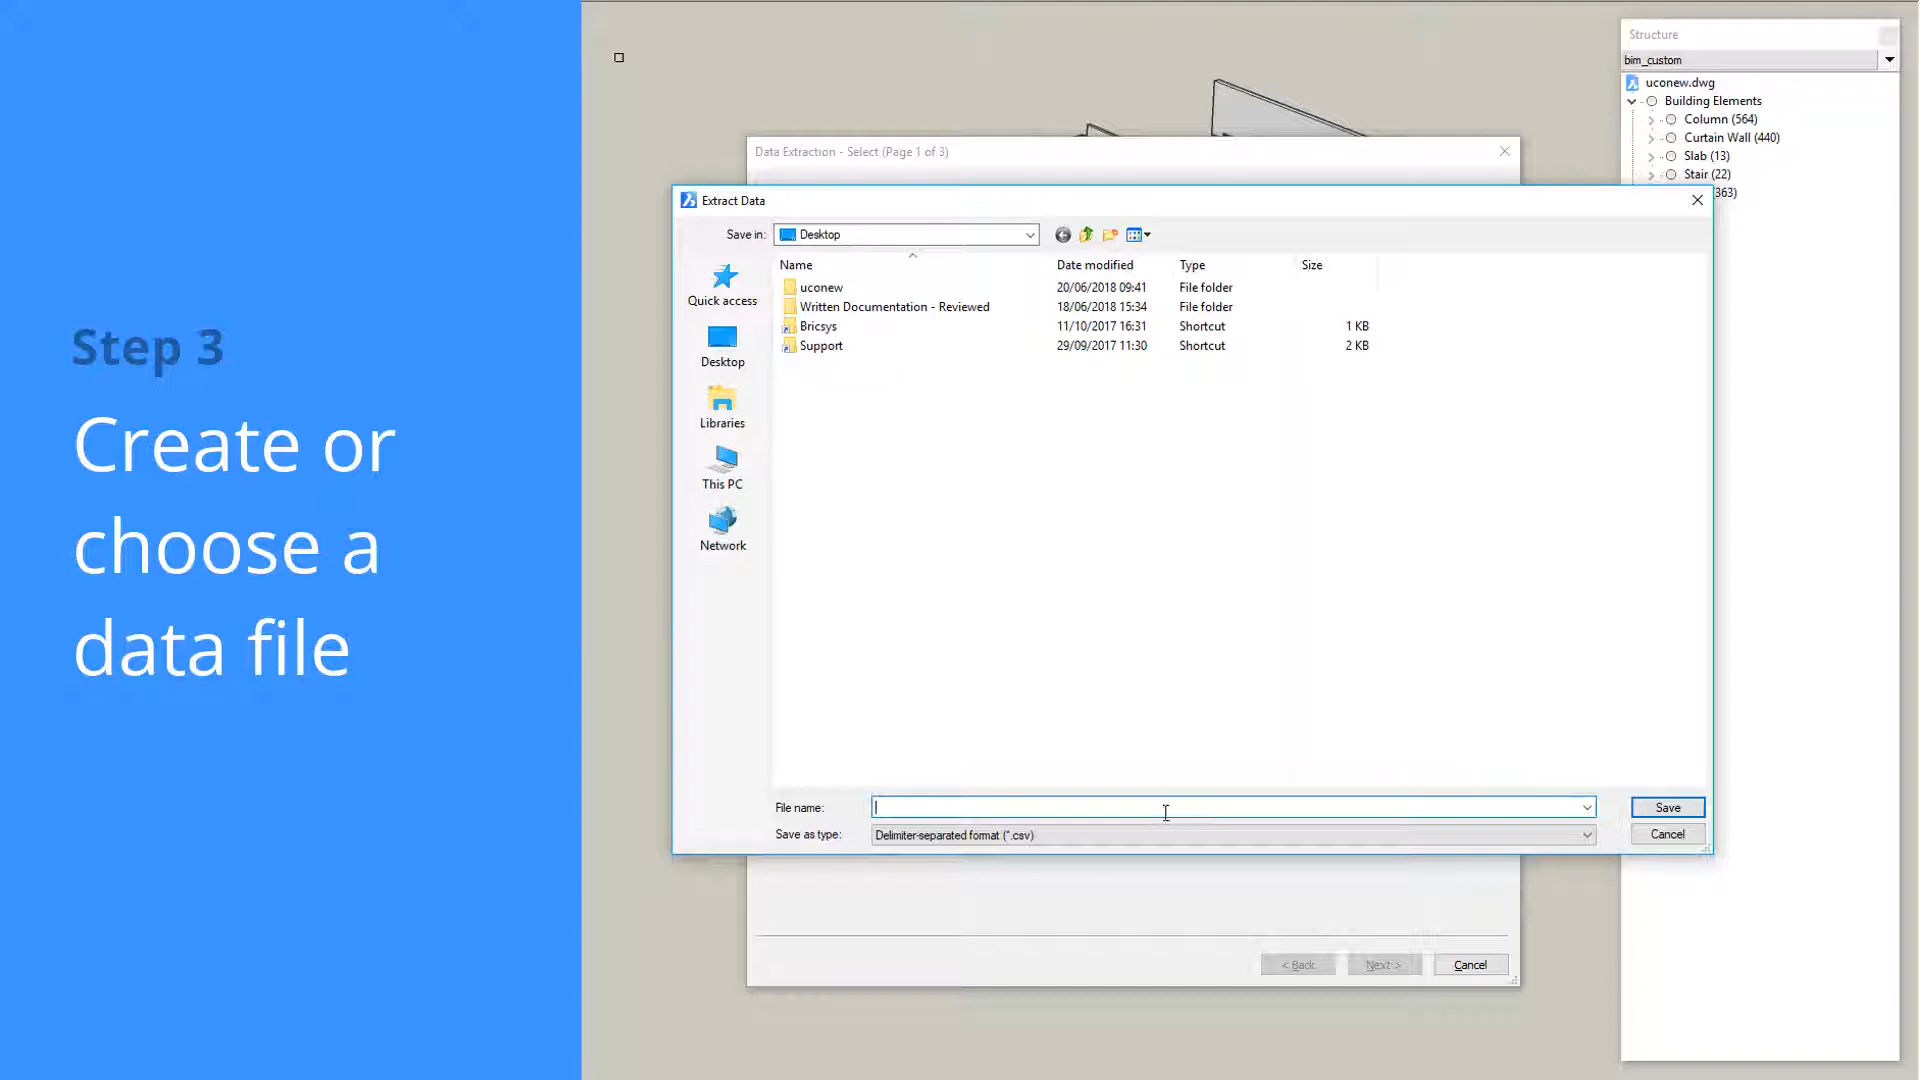 Step 3
Create or
choose a
data file
Structure
bim_custom
uconew.dwg
Building Elements
Column (564)
Curtain Wall (440)
Slab (13)
Stair (22)
(363)
Data Extraction - Select (Page 1 of 3)
Extract Data
Save in: Desktop
Name Date modified Type Size
uconew 20/06/2018 09:41 File folder
Written Documentation - Reviewed 18/06/2018 15:34 File folder
Bricsys 11/10/2017 16:31 Shortcut 1 KB
Support 29/09/2017 11:30 Shortcut 2 KB
Quick access
Desktop
Libraries
This PC
Network
File name: Save
Save as type: Delimiter-separated format (*.csv) Cancel
< Back Next > Cancel